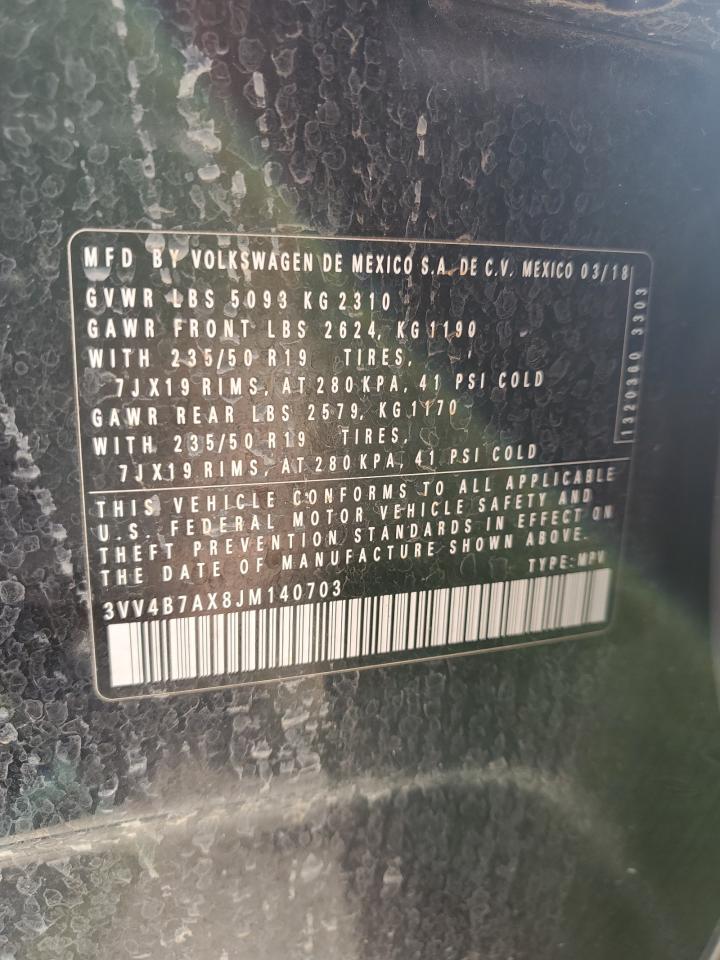 MFD BY VOLKSWAGEN DE MEXICO S.A. DE C.V. MEXICO 03/18
GVWR LBS 5093 KG 2310
GAWR FRONT LBS 2624, KG 1190
WITH 235/50 R19 TIRES,
7JX19 RIMS, AT 280 KPA, 41 PSI COLD
GAWR REAR LBS 2579, KG 1170
WITH 235/50 R19 TIRES,
7JX19 RIMS, AT 280 KPA, 41 PSI COLD
1320380 3303
THIS VEHICLE CONFORMS TO ALL APPLICABLE
U.S. FEDERAL MOTOR VEHICLE SAFETY AND
THEFT PREVENTION STANDARDS IN EFFECT ON
THE DATE OF MANUFACTURE SHOWN ABOVE.
TYPE: MPV
3VV4B7AX8JM140703